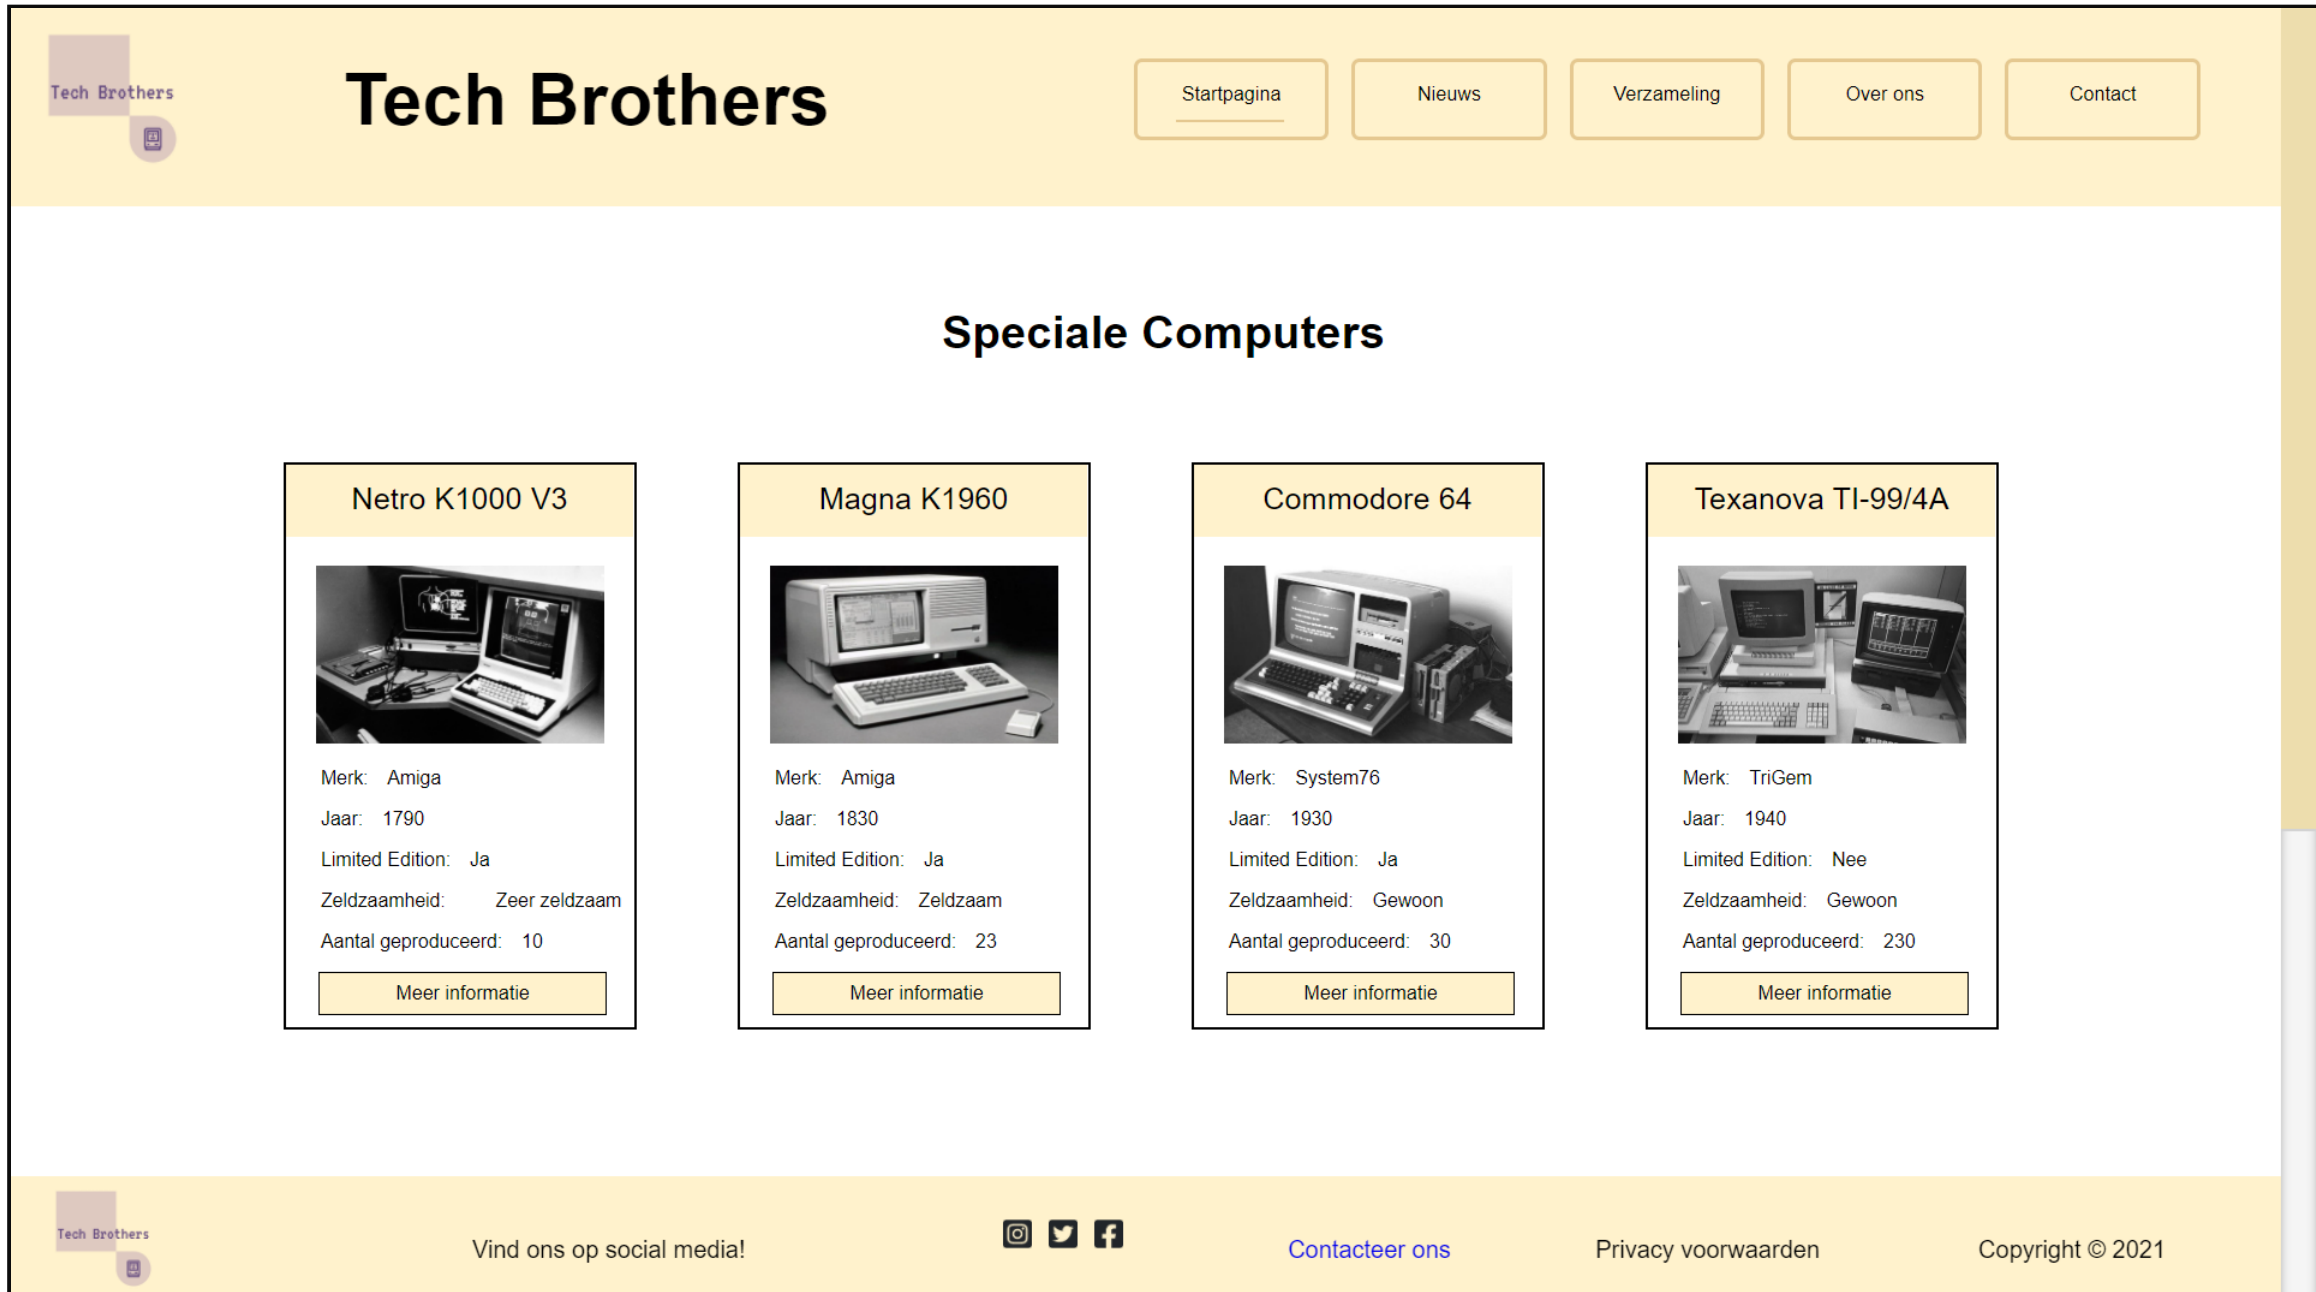 Tech Brothers
Tech Brothers
Startpagina
Nieuws
Verzameling
Over ons
Contact
Speciale Computers
Netro K1000 V3
Merk: Amiga
Jaar: 1790
Limited Edition: Ja
Zeldzaamheid: Zeer zeldzaam
Aantal geproduceerd: 10
Meer informatie
Magna K1960
Merk: Amiga
Jaar: 1830
Limited Edition: Ja
Zeldzaamheid: Zeldzaam
Aantal geproduceerd: 23
Meer informatie
Commodore 64
Merk: System76
Jaar: 1930
Limited Edition: Ja
Zeldzaamheid: Gewoon
Aantal geproduceerd: 30
Meer informatie
Texanova TI-99/4A
Merk: TriGem
Jaar: 1940
Limited Edition: Nee
Zeldzaamheid: Gewoon
Aantal geproduceerd: 230
Meer informatie
Tech Brothers
Vind ons op social media!
Contacteer ons
Privacy voorwaarden
Copyright © 2021